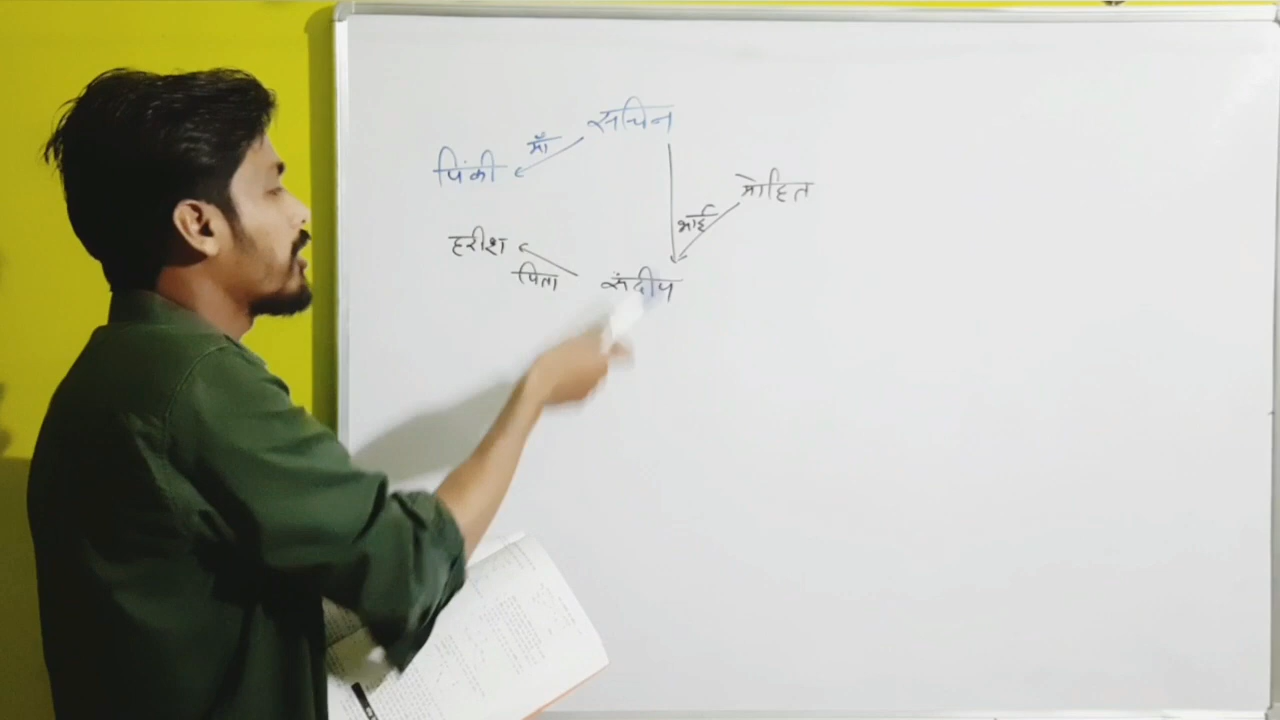 सचिन
माँ
पिंकी
मोहित
भाई
हरीश
पिता
संदीप